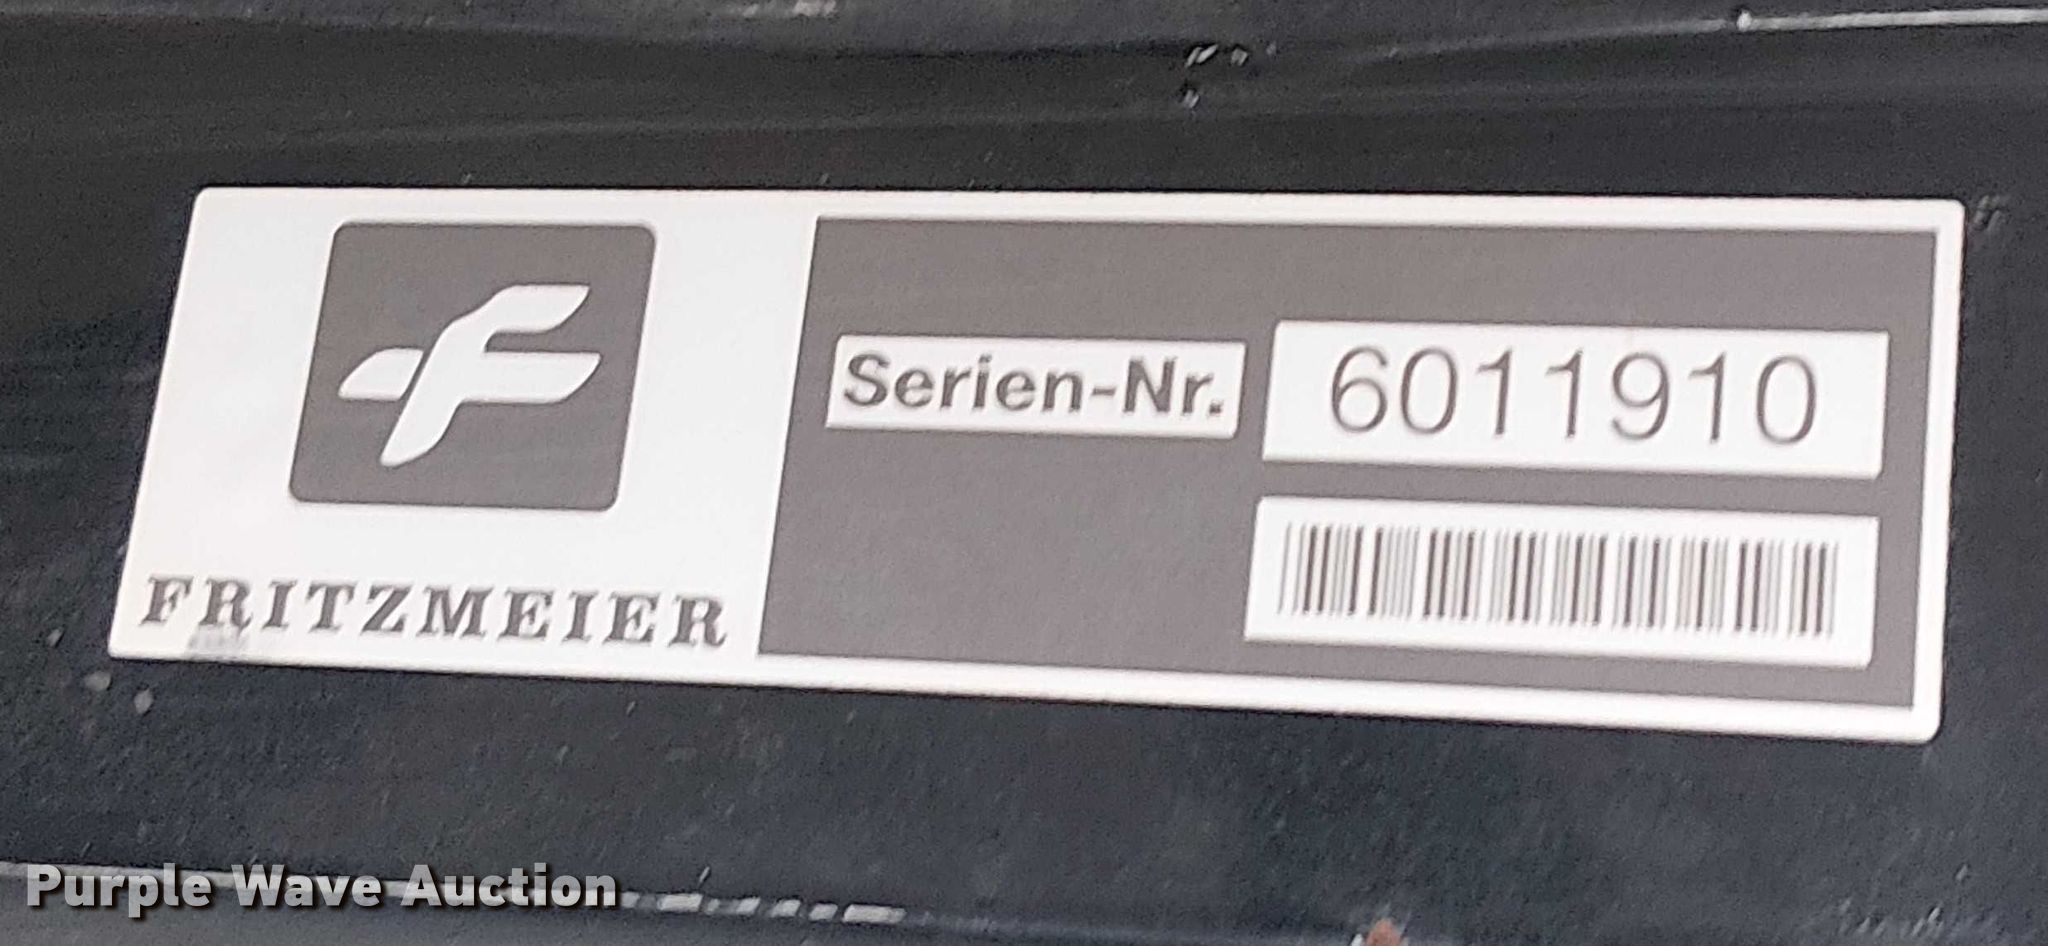 FRITZMEIER
Serien-Nr. 6011910
Purple Wave Auction